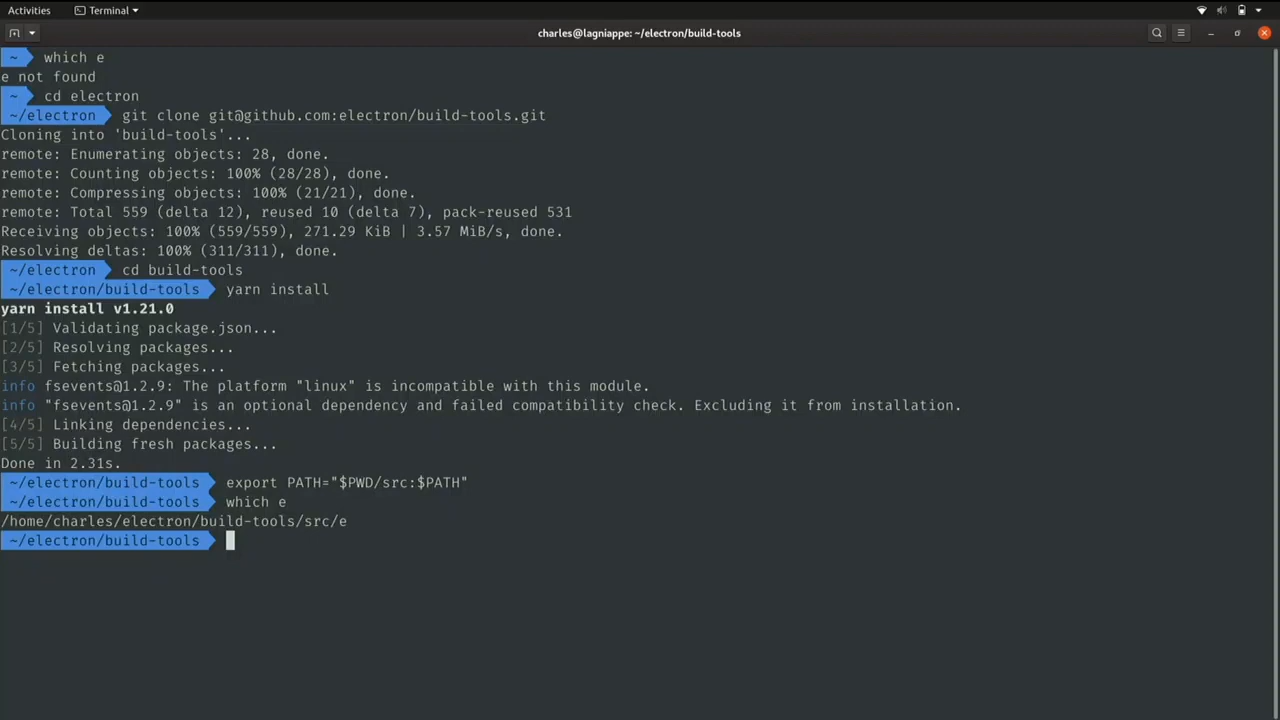 Activities
Terminal
charles@lagniappe: ~/electron/build-tools
~ which e
e not found
~ cd electron
~/electron git clone git@github.com:electron/build-tools.git
Cloning into 'build-tools'...
remote: Enumerating objects: 28, done.
remote: Counting objects: 100% (28/28), done.
remote: Compressing objects: 100% (21/21), done.
remote: Total 559 (delta 12), reused 10 (delta 7), pack-reused 531
Receiving objects: 100% (559/559), 271.29 KiB | 3.57 MiB/s, done.
Resolving deltas: 100% (311/311), done.
~/electron cd build-tools
~/electron/build-tools yarn install
yarn install v1.21.0
[1/5] Validating package.json...
[2/5] Resolving packages...
[3/5] Fetching packages...
info fsevents@1.2.9: The platform "linux" is incompatible with this module.
info "fsevents@1.2.9" is an optional dependency and failed compatibility check. Excluding it from installation.
[4/5] Linking dependencies...
[5/5] Building fresh packages...
Done in 2.31s.
~/electron/build-tools export PATH="$PWD/src:$PATH"
~/electron/build-tools which e
/home/charles/electron/build-tools/src/e
~/electron/build-tools